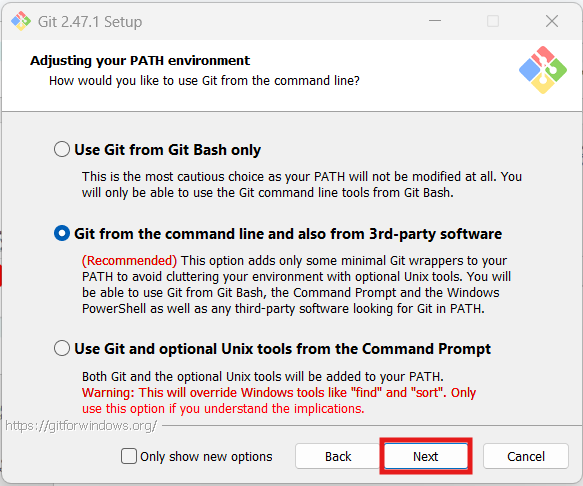 Git 2.47.1 Setup
Adjusting your PATH environment
How would you like to use Git from the command line?
Use Git from Git Bash only
This is the most cautious choice as your PATH will not be modified at all. You
will only be able to use the Git command line tools from Git Bash.
Git from the command line and also from 3rd-party software
(Recommended) This option adds only some minimal Git wrappers to your
PATH to avoid cluttering your environment with optional Unix tools. You will
be able to use Git from Git Bash, the Command Prompt and the Windows
PowerShell as well as any third-party software looking for Git in PATH.
Use Git and optional Unix tools from the Command Prompt
Both Git and the optional Unix tools will be added to your PATH.
Warning: This will override Windows tools like "find" and "sort". Only
use this option if you understand the implications.
https://gitforwindows.org/
Only show new options
Back
Next
Cancel